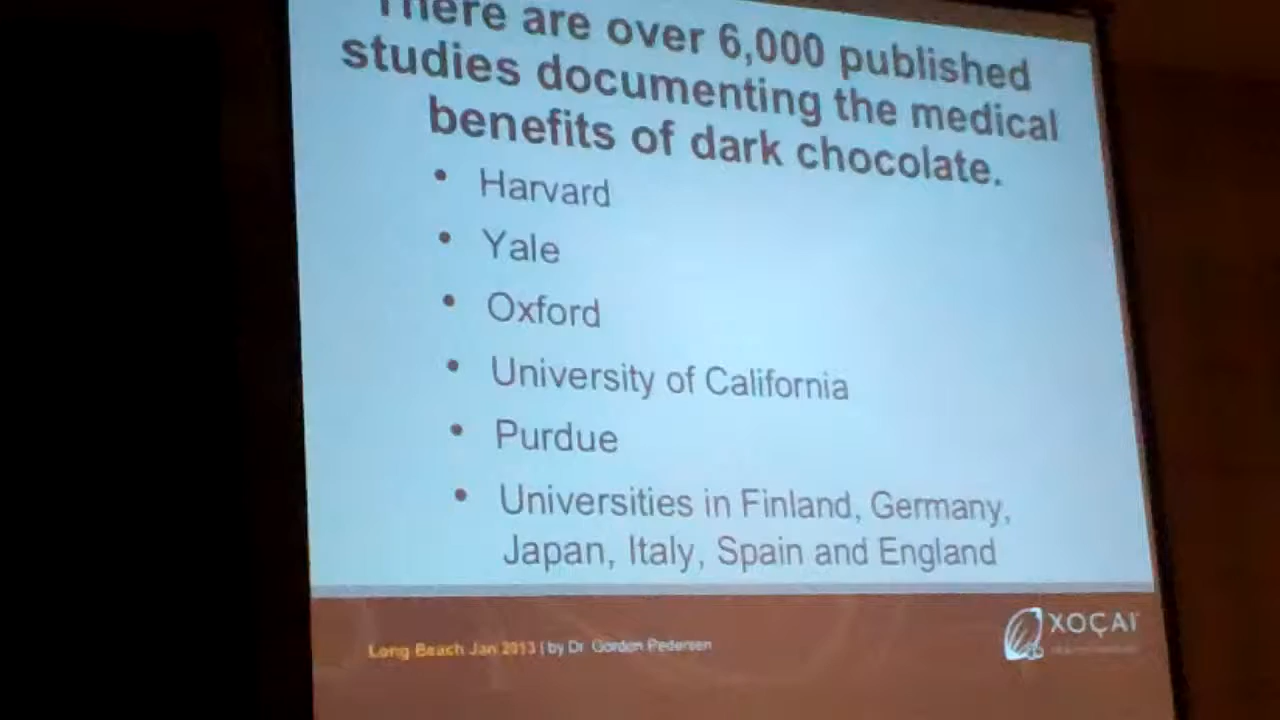 There are over 6,000 published
studies documenting the medical
benefits of dark chocolate.
• Harvard
• Yale
• Oxford
• University of California
• Purdue
• Universities in Finland, Germany,
Japan, Italy, Spain and England
Long Beach Jan 2013 | by Dr Gordon Pedersen
XOÇAI